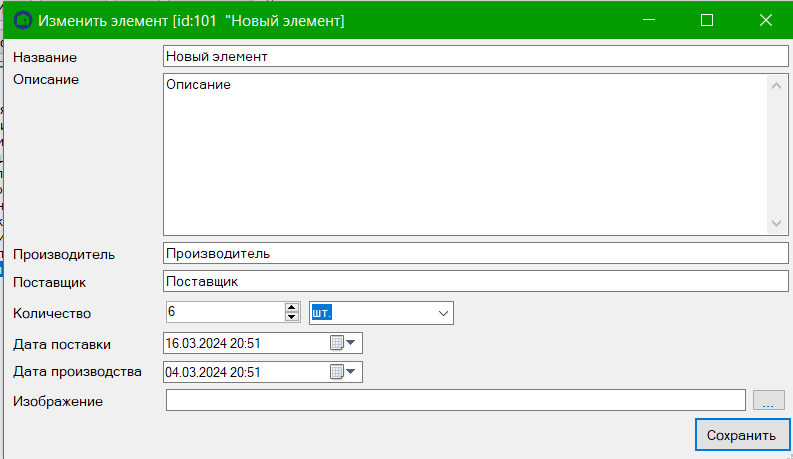 Изменить элемент [id:101 "Новый элемент]
Название Новый элемент
Описание Описание
Производитель Производитель
Поставщик Поставщик
Количество 6 шт.
Дата поставки 16.03.2024 20:51
Дата производства 04.03.2024 20:51
Изображение ...
Сохранить